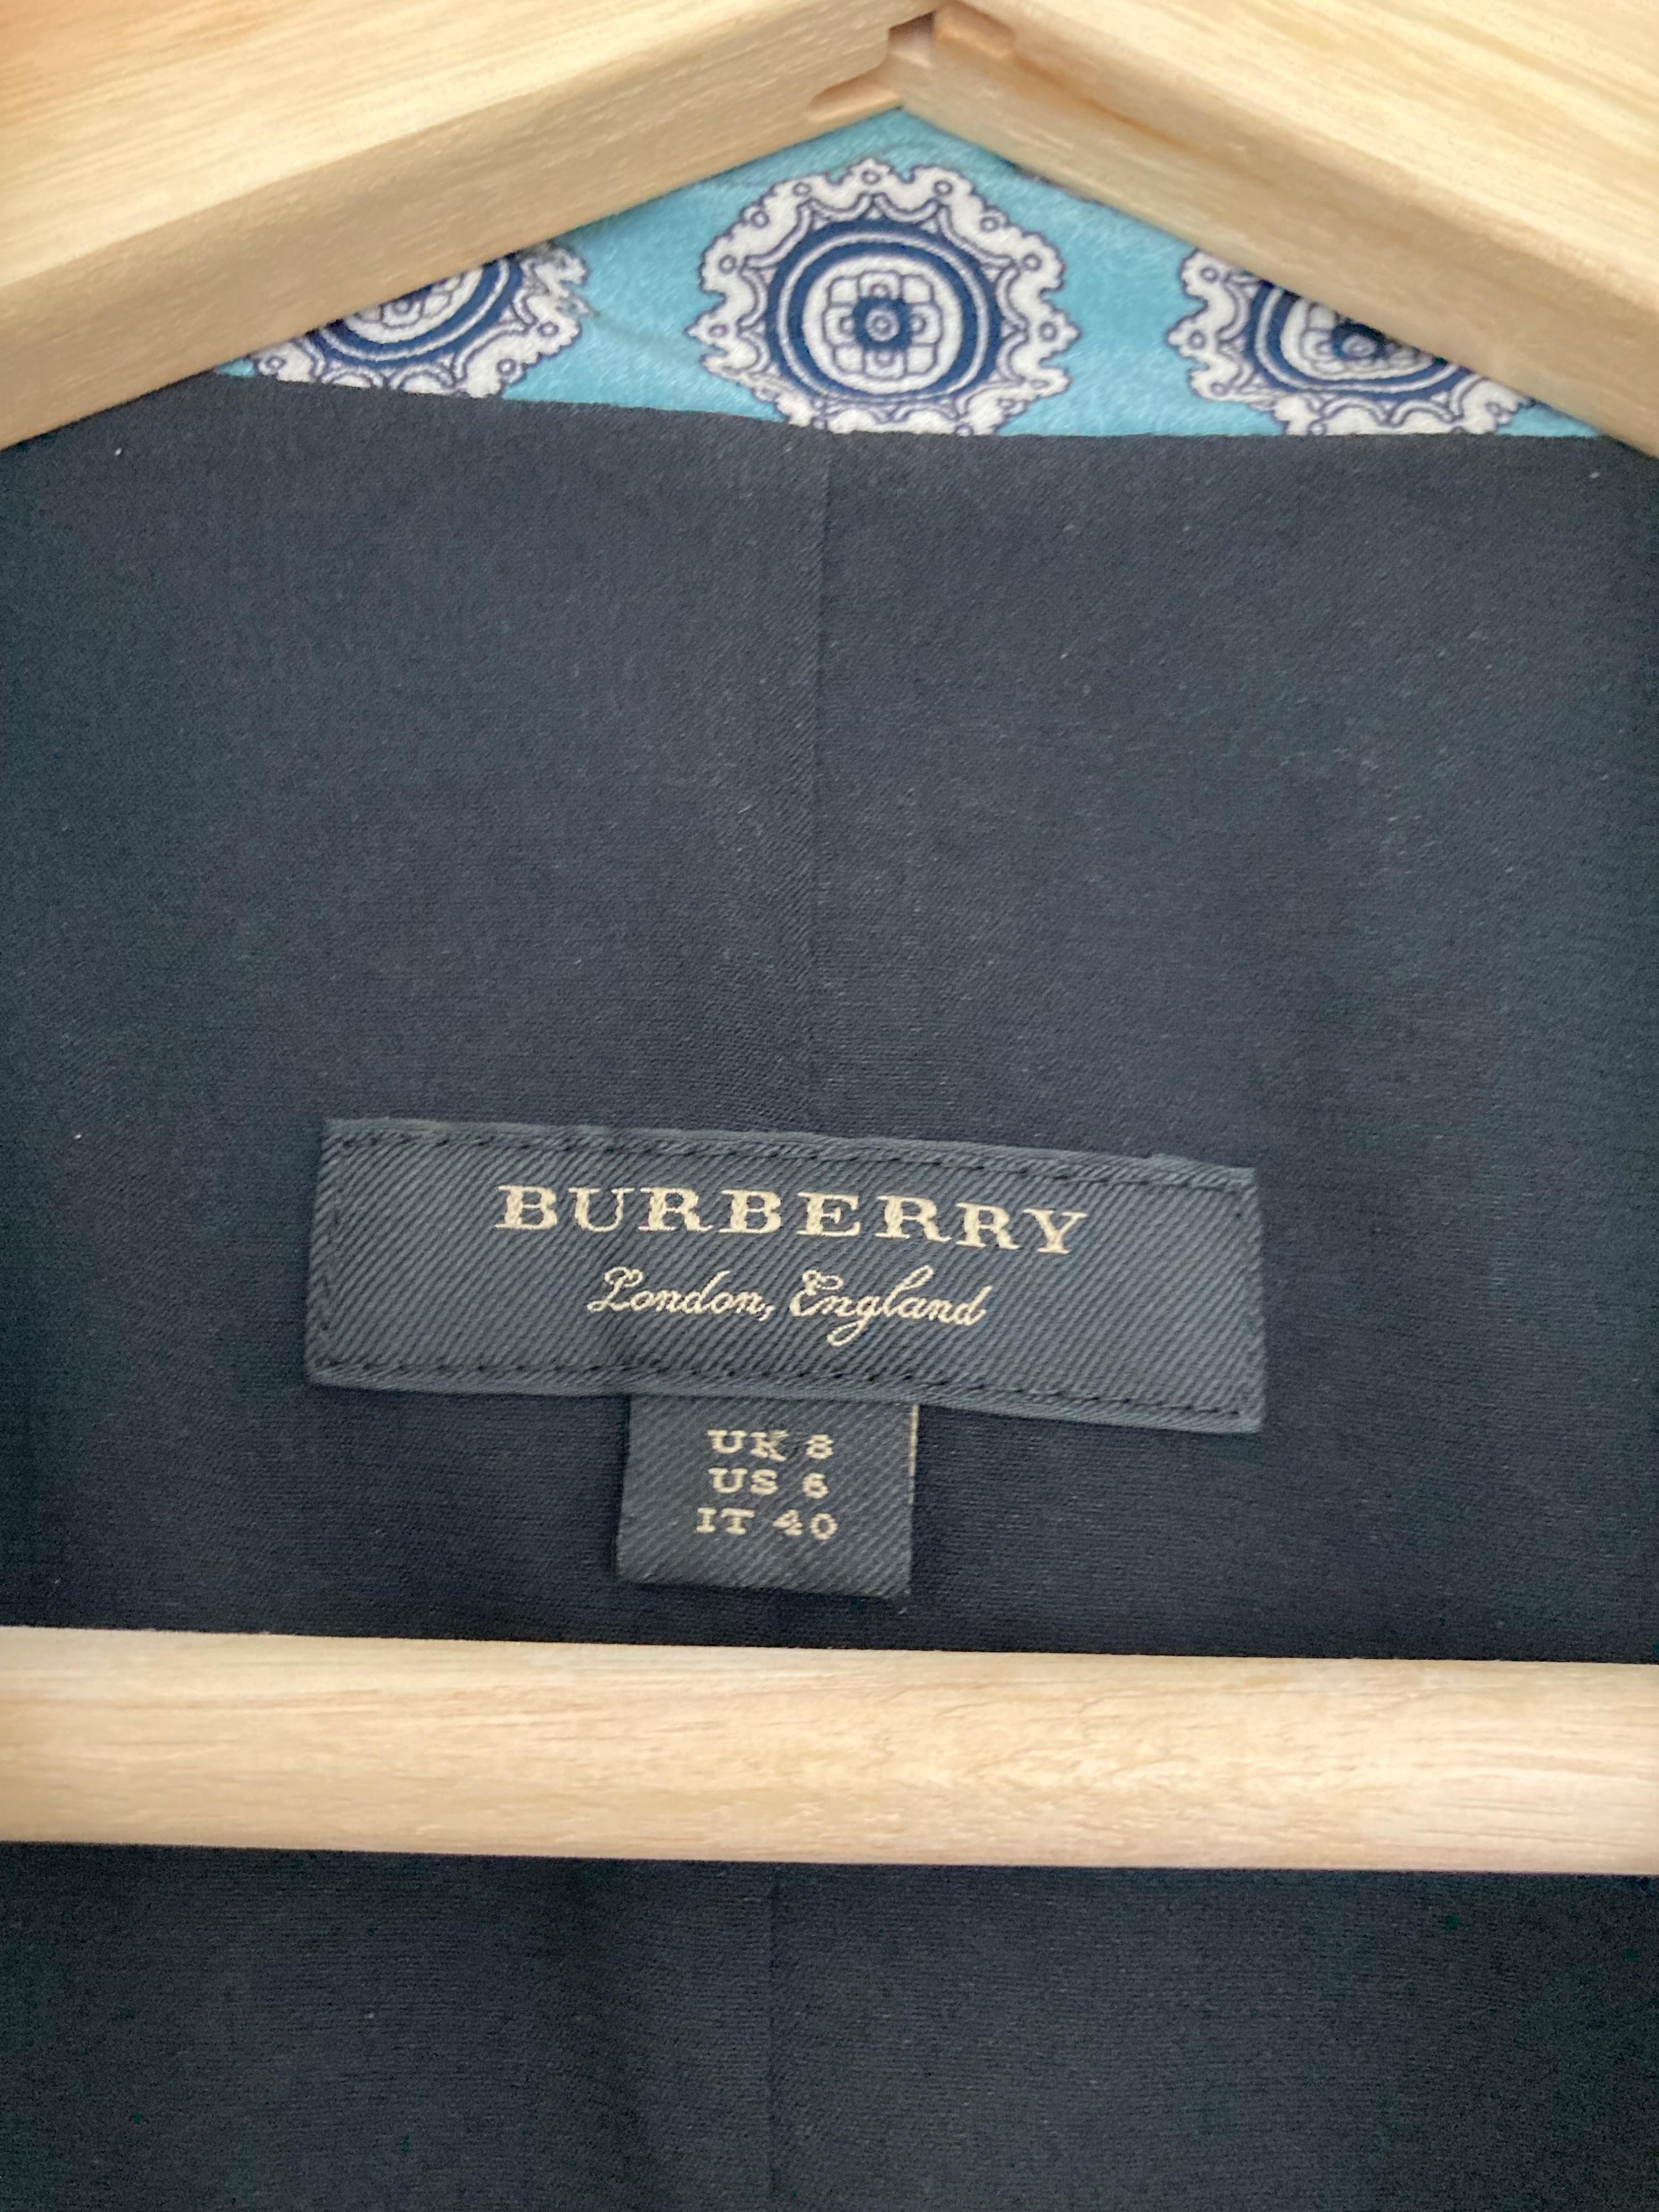 BURBERRY
London, England
UK 8
US 6
IT 40